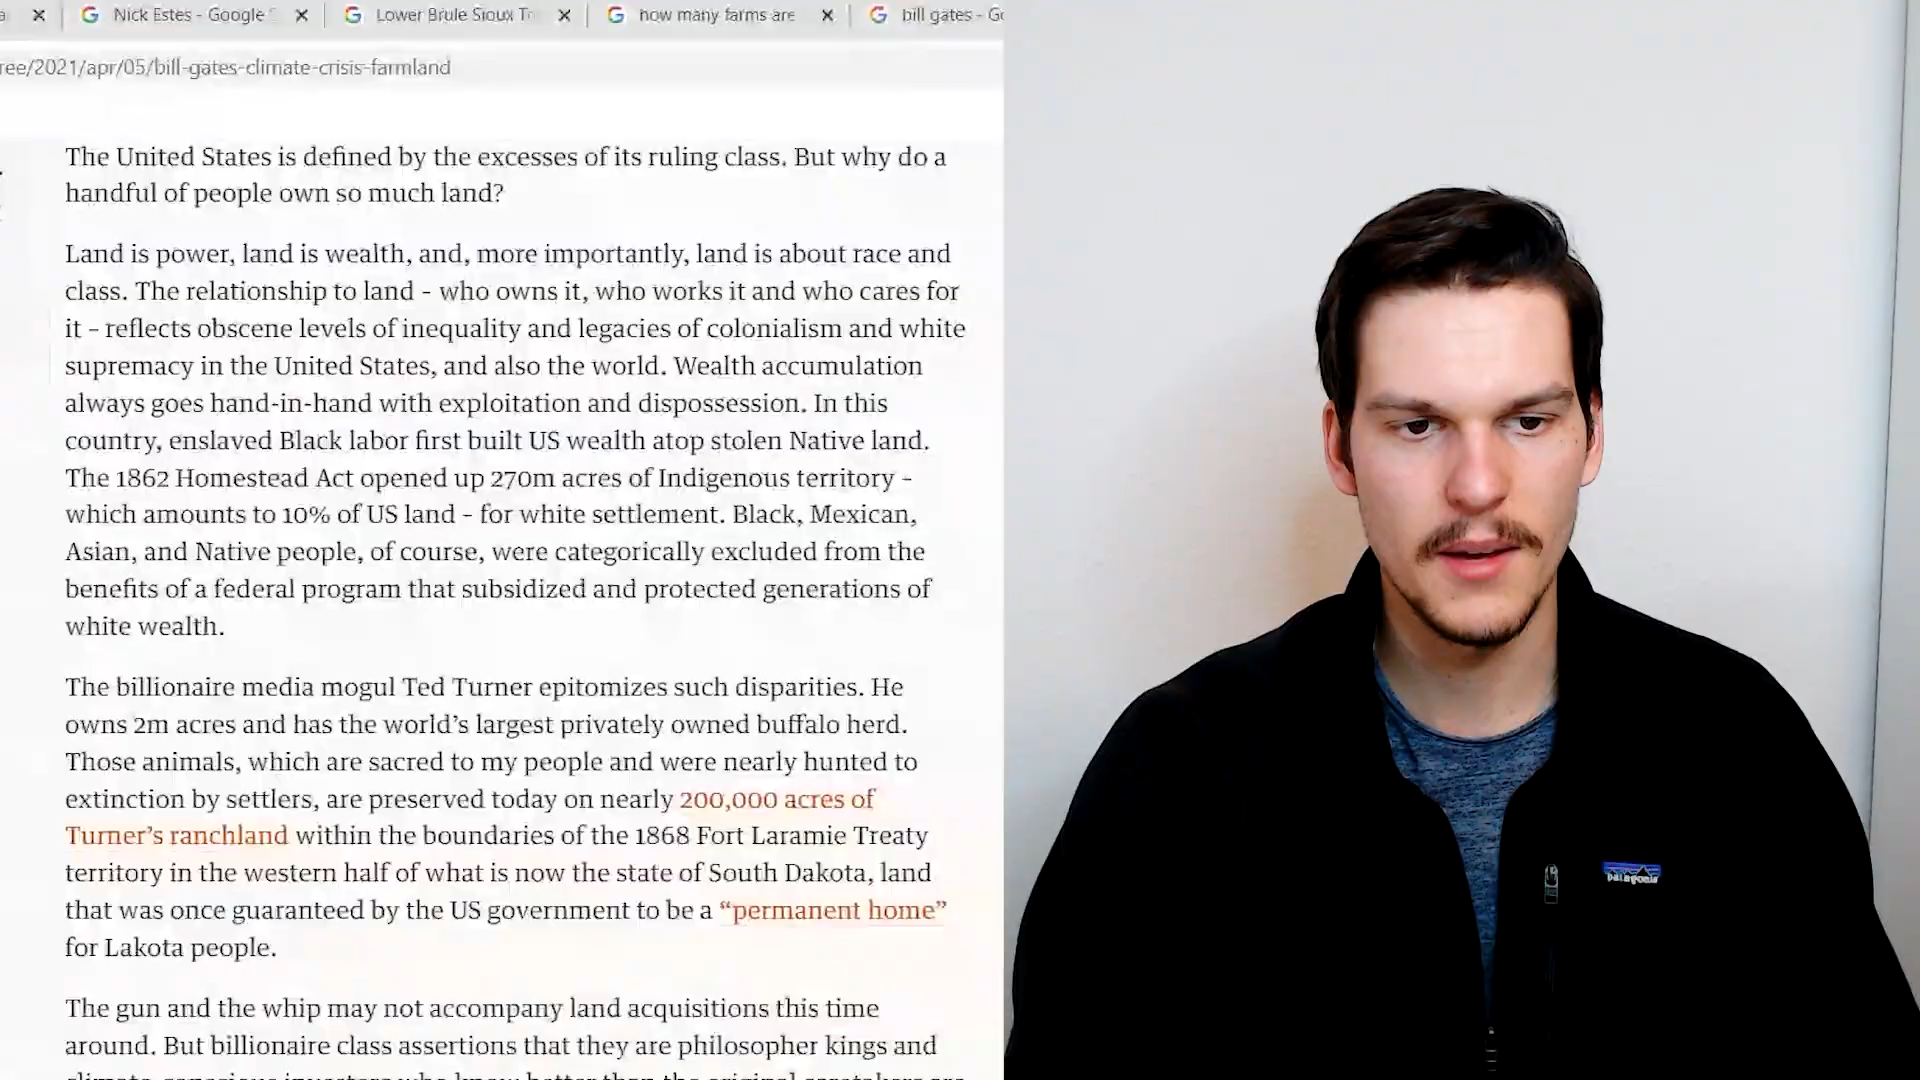 Nick Estes - Google S
Lower Brule Sioux Tr
how many farms are
bill gates - Go
ree/2021/apr/05/bill-gates-climate-crisis-farmland
The United States is defined by the excesses of its ruling class. But why do a
handful of people own so much land?
Land is power, land is wealth, and, more importantly, land is about race and
class. The relationship to land – who owns it, who works it and who cares for
it – reflects obscene levels of inequality and legacies of colonialism and white
supremacy in the United States, and also the world. Wealth accumulation
always goes hand-in-hand with exploitation and dispossession. In this
country, enslaved Black labor first built US wealth atop stolen Native land.
The 1862 Homestead Act opened up 270m acres of Indigenous territory –
which amounts to 10% of US land – for white settlement. Black, Mexican,
Asian, and Native people, of course, were categorically excluded from the
benefits of a federal program that subsidized and protected generations of
white wealth.
The billionaire media mogul Ted Turner epitomizes such disparities. He
owns 2m acres and has the world’s largest privately owned buffalo herd.
Those animals, which are sacred to my people and were nearly hunted to
extinction by settlers, are preserved today on nearly 200,000 acres of
Turner’s ranchland within the boundaries of the 1868 Fort Laramie Treaty
territory in the western half of what is now the state of South Dakota, land
that was once guaranteed by the US government to be a “permanent home”
for Lakota people.
The gun and the whip may not accompany land acquisitions this time
around. But billionaire class assertions that they are philosopher kings and
patagonia